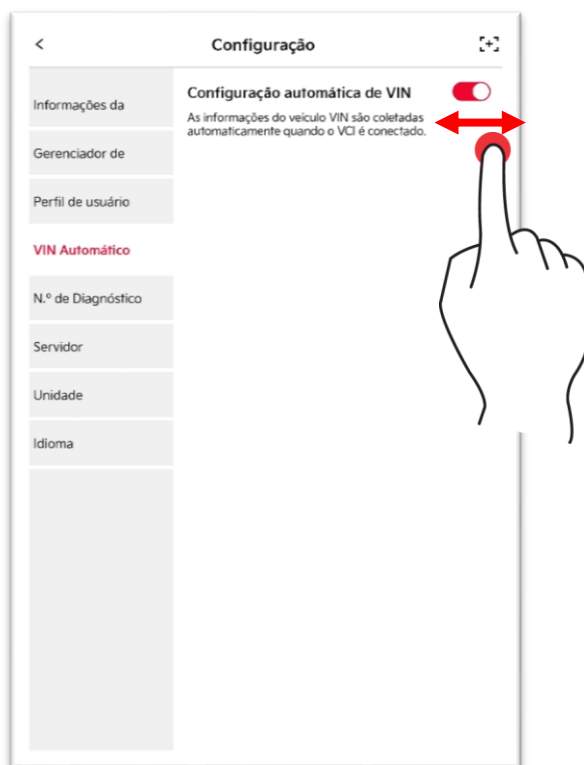 Configuração
Informações da
Gerenciador de
Perfil de usuário
VIN Automático
N.º de Diagnóstico
Servidor
Unidade
Idioma
Configuração automática de VIN
As informações do veículo VIN são coletadas
automaticamente quando o VCI é conectado.